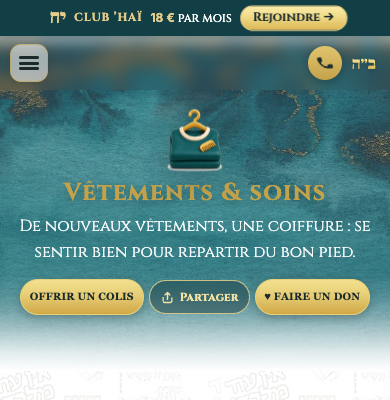 חי CLUB 'HAÏ 18 € PAR MOIS Rejoindre →
ב״ה
Vêtements & soins
De nouveaux vêtements, une coiffure : se
sentir bien pour repartir du bon pied.
OFFRIR UN COLIS Partager ♥ FAIRE UN DON